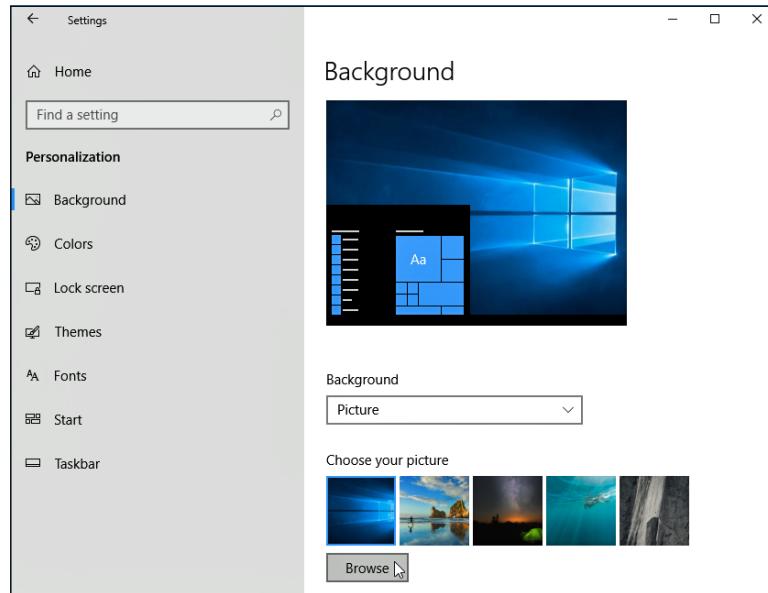 Settings
Home
Find a setting
Personalization
Background
Colors
Lock screen
Themes
Fonts
Start
Taskbar
Background
Aa
Background
Picture
Choose your picture
Browse